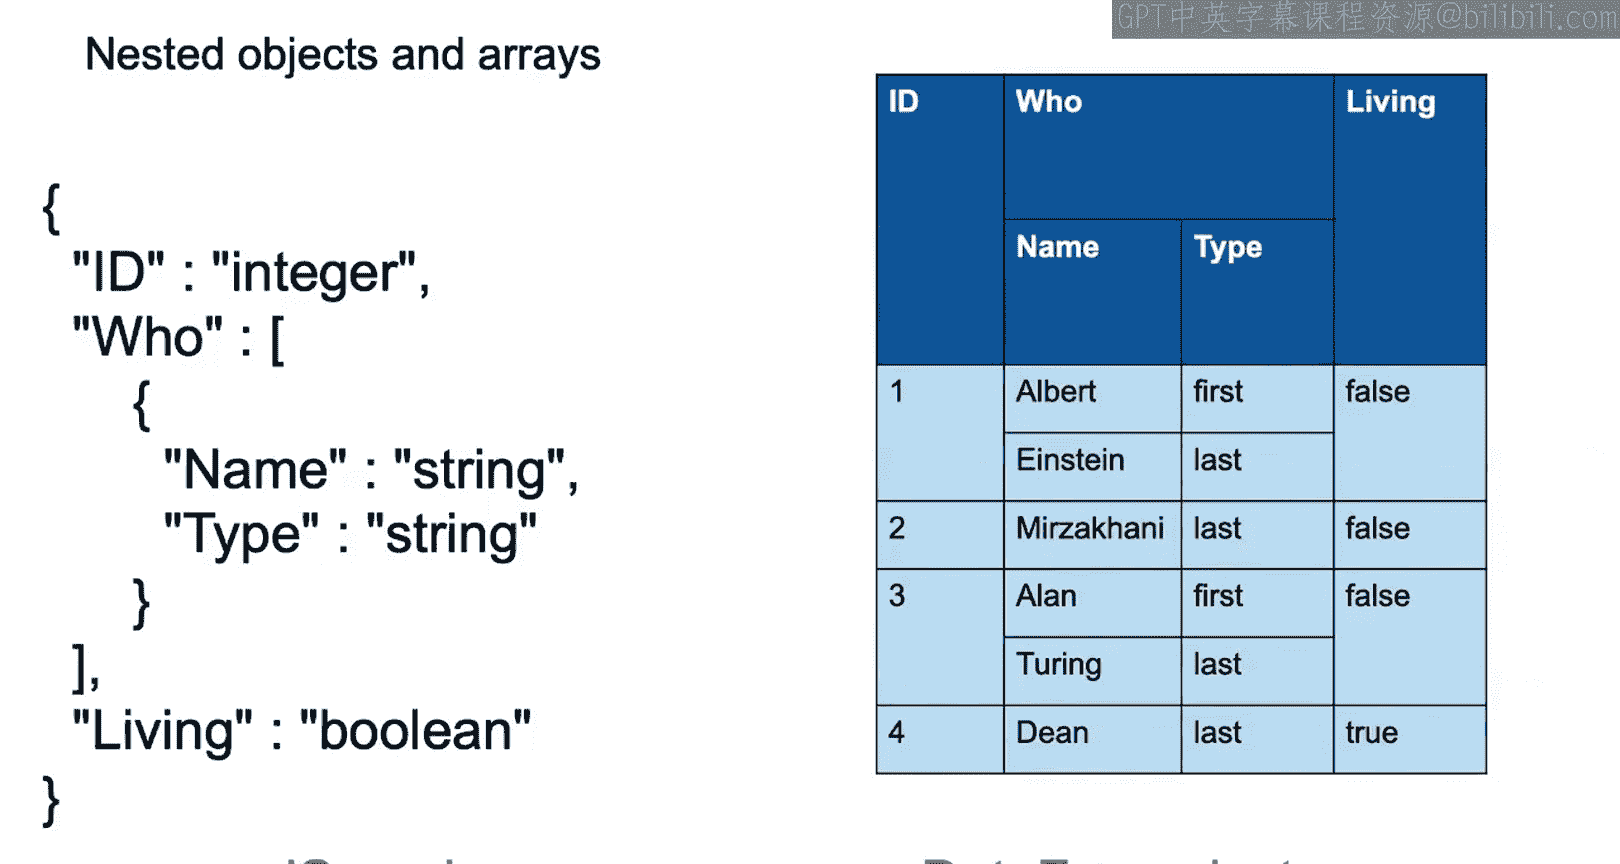 GPT中英字幕课程资源@bilibili.com
Nested objects and arrays
{
"ID" : "integer",
"Who" : [
{
"Name" : "string",
"Type" : "string"
}
],
"Living" : "boolean"
}
ID Who Living
Name Type
1 Albert first false
Einstein last
2 Mirzakhani last false
3 Alan first false
Turing last
4 Dean last true